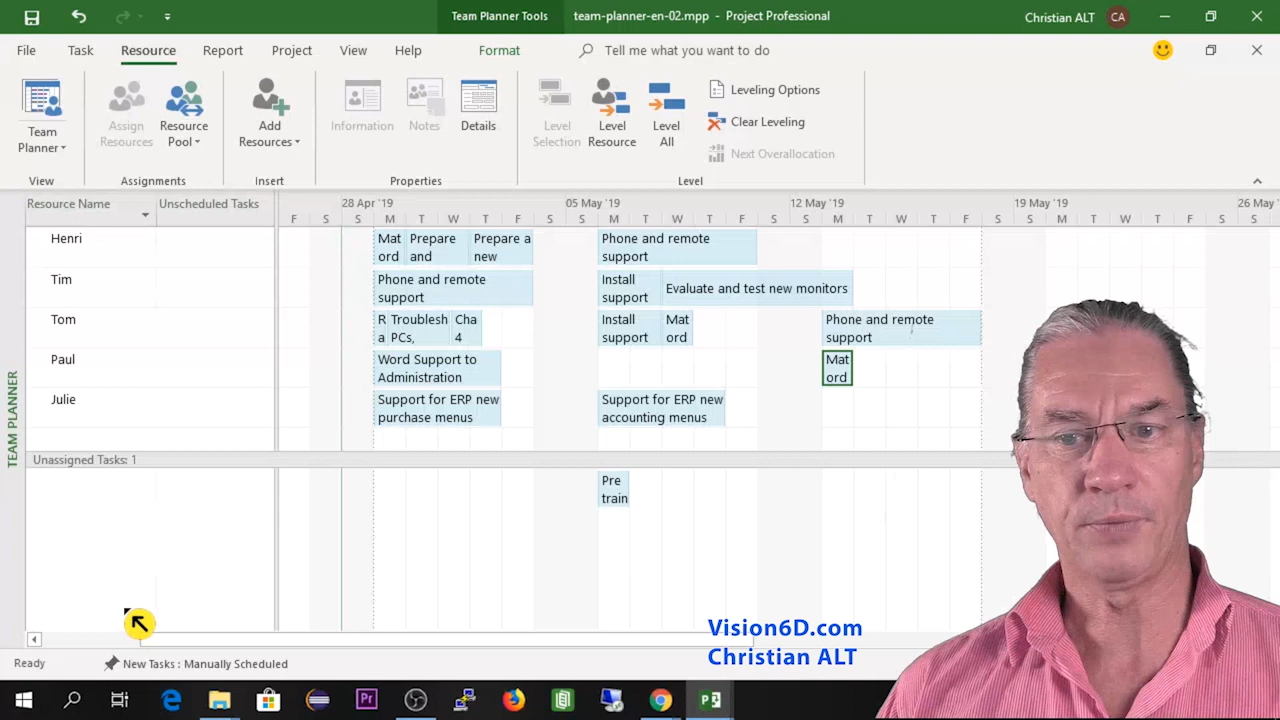 Team Planner Tools team-planner-en-02.mpp - Project Professional Christian ALT CA
File Task Resource Report Project View Help Format Tell me what you want to do
Team Planner
Assign Resources
Resource Pool
Add Resources
Information
Notes
Details
Level Selection
Level Resource
Level All
Leveling Options
Clear Leveling
Next Overallocation
View Assignments Insert Properties Level
Resource Name Unscheduled Tasks
28 Apr '19 05 May '19 12 May '19 19 May '19 26 May '
F S S M T W T F S S M T W T F S S M T W T F S S M T W T F S S
Henri
Mat ord
Prepare and
Prepare a new
Phone and remote support
Tim
Phone and remote support
Install support
Evaluate and test new monitors
Tom
R a
Troublesh PCs,
Cha 4
Install support
Mat ord
Phone and remote support
Paul
Word Support to Administration
Mat ord
Julie
Support for ERP new purchase menus
Support for ERP new accounting menus
TEAM PLANNER
Unassigned Tasks: 1
Pre train
Vision6D.com
Christian ALT
Ready New Tasks : Manually Scheduled
Pr